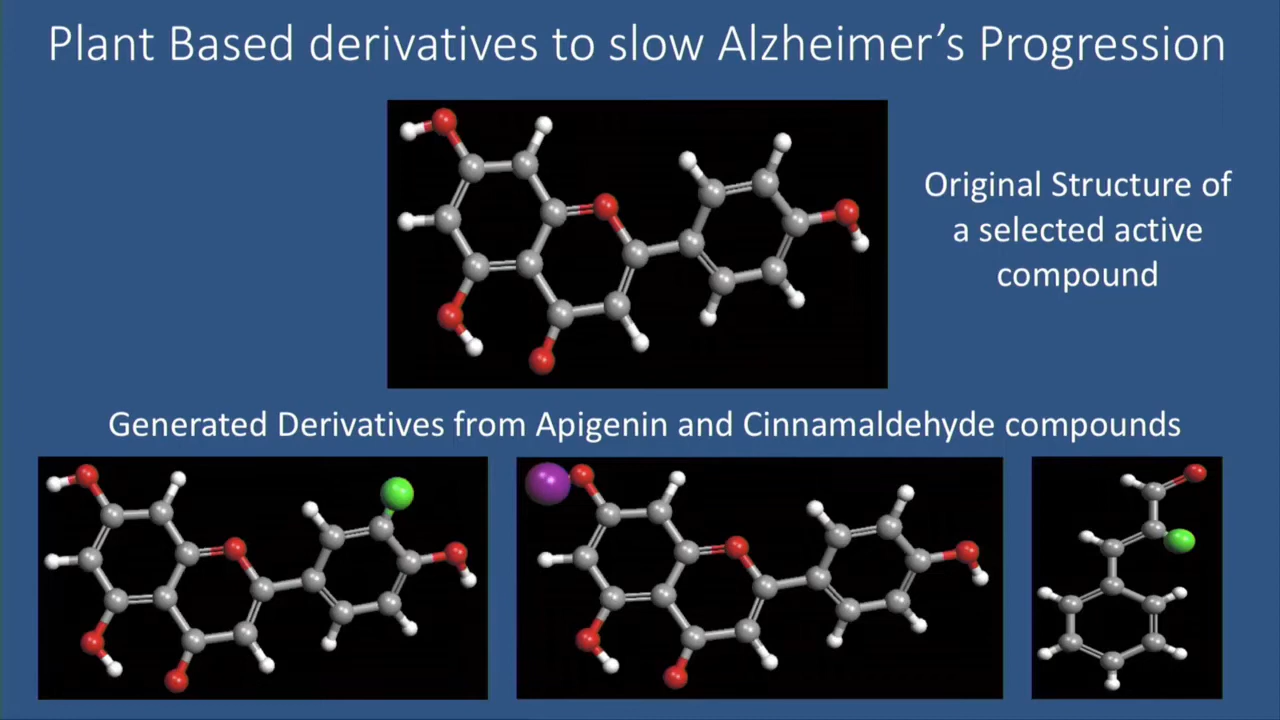 Plant Based derivatives to slow Alzheimer’s Progression
Original Structure of
a selected active
compound
Generated Derivatives from Apigenin and Cinnamaldehyde compounds